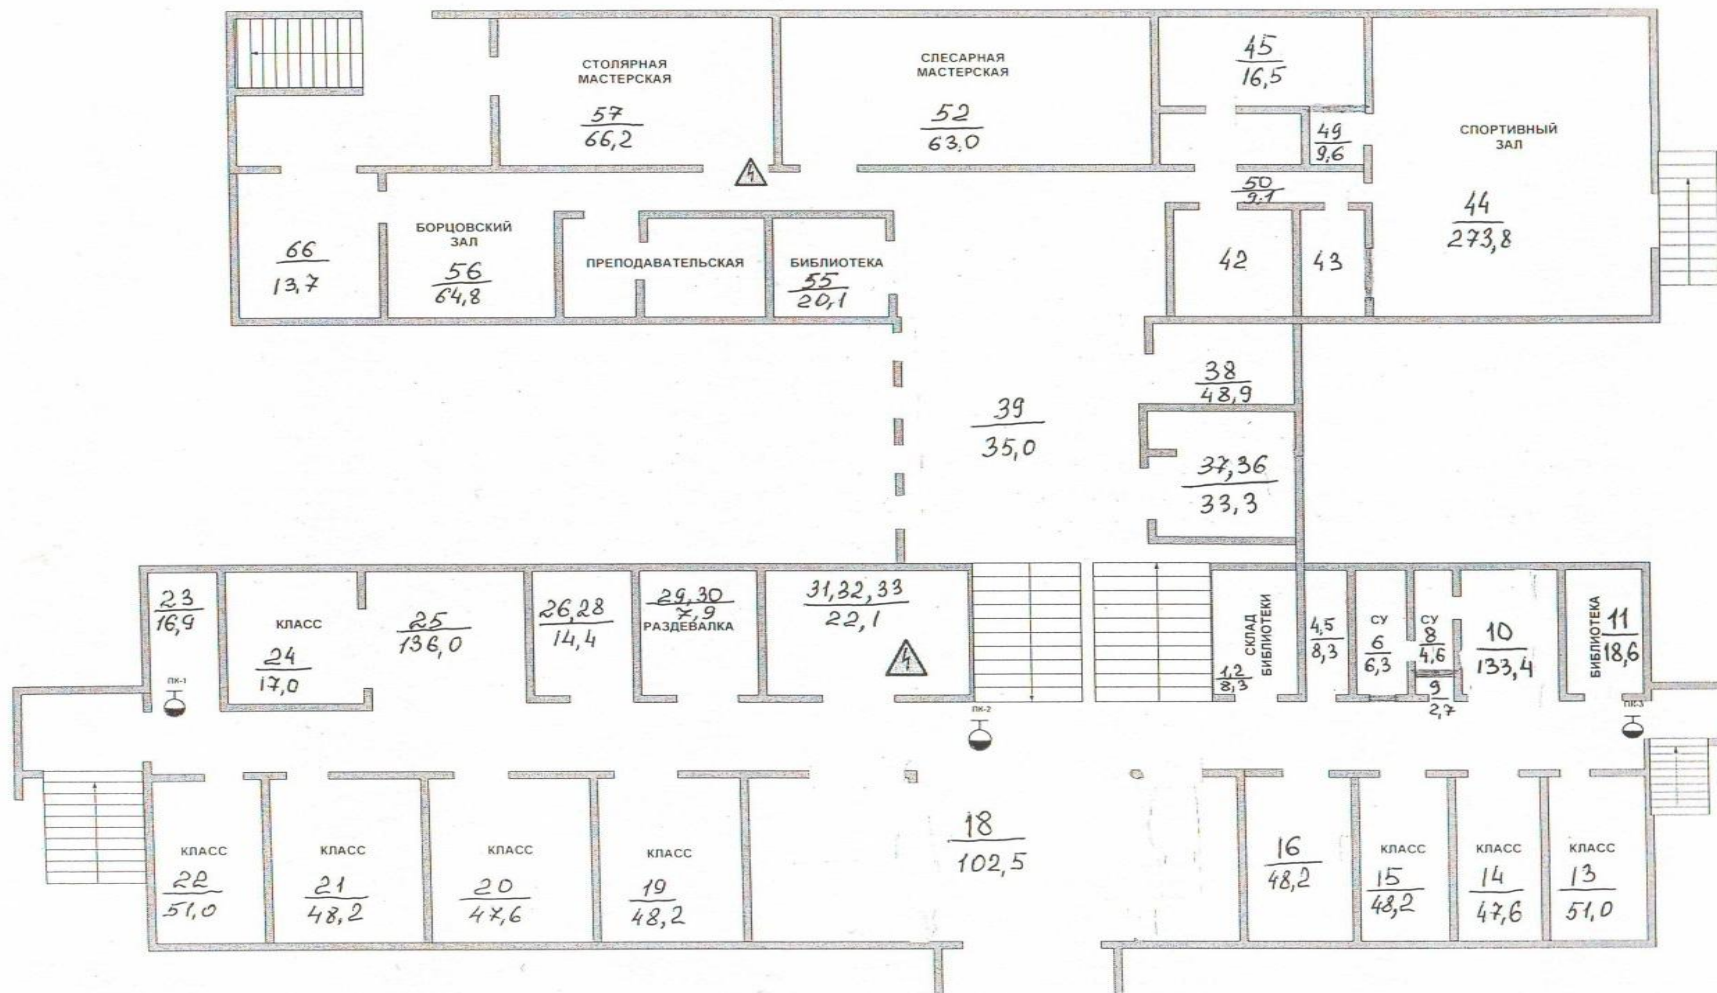 СТОЛЯРНАЯ
МАСТЕРСКАЯ
57
66,2
СЛЕСАРНАЯ
МАСТЕРСКАЯ
52
63.0
45
16,5
49
9.6
СПОРТИВНЫЙ
ЗАЛ
44
273,8
50
9.1
66
13,7
БОРЦОВСКИЙ
ЗАЛ
56
64,8
ПРЕПОДАВАТЕЛЬСКАЯ
БИБЛИОТЕКА
55
20,1
42
43
38
48,9
39
35,0
37,36
33,3
23
16,9
ПК-1
КЛАСС
24
17,0
25
136,0
26,28
14,4
29,30
7,9
РАЗДЕВАЛКА
31,32,33
22,1
СКЛАД
БИБЛИОТЕКИ
1,2
8,3
4,5
8,3
СУ
6
6,3
СУ
8
4,6
9
2,7
10
133,4
БИБЛИОТЕКА
11
18,6
ПК-2
ПК-3
КЛАСС
22
51,0
КЛАСС
21
48,2
КЛАСС
20
47,6
КЛАСС
19
48,2
18
102,5
16
48,2
КЛАСС
15
48,2
КЛАСС
14
47,6
КЛАСС
13
51,0